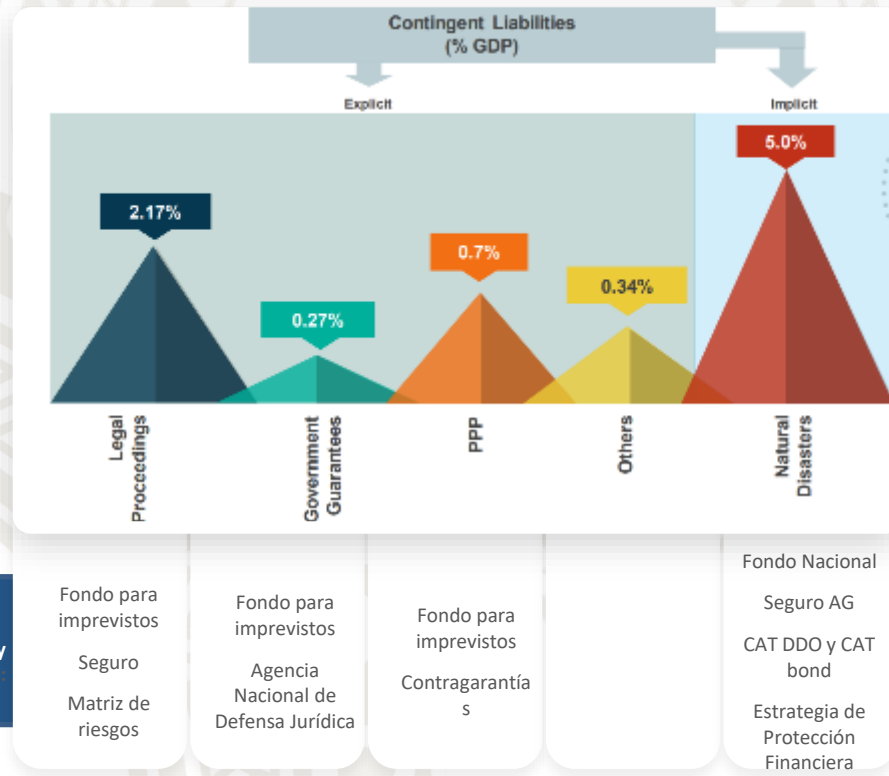 Contingent Liabilities
(% GDP)
Explicit
Implicit
2.17%
0.27%
0.7%
0.34%
5.0%
Legal
Proceedings
Government
Guarantees
PPP
Others
Natural
Disasters
y
:
Fondo para
imprevistos
Seguro
Matriz de
riesgos
Fondo para
imprevistos
Agencia
Nacional de
Defensa Jurídica
Fondo para
imprevistos
Contragarantía
s
Fondo Nacional
Seguro AG
CAT DDO y CAT
bond
Estrategia de
Protección
Financiera